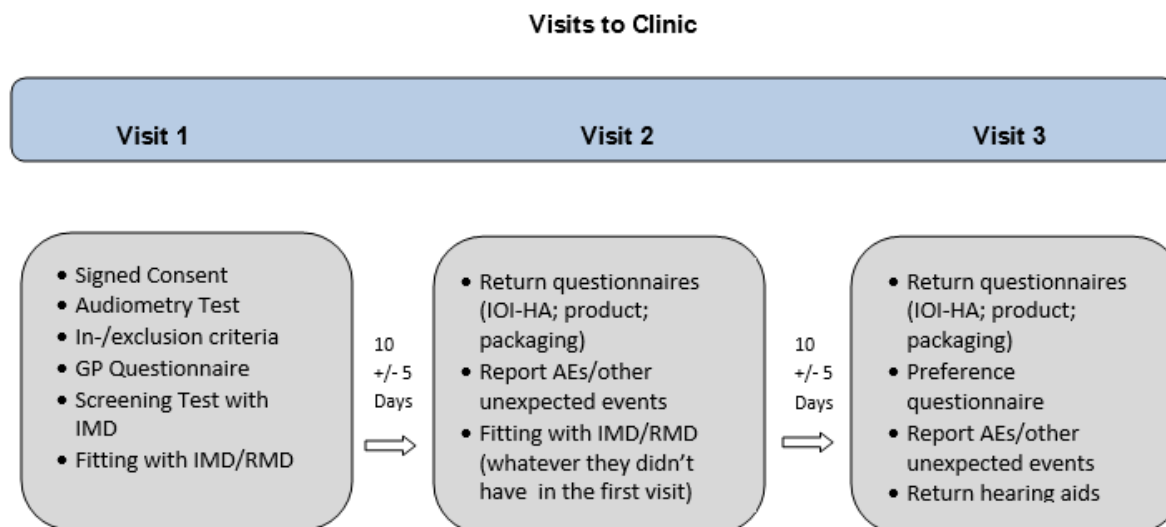 Visits to Clinic
Visit 1
Visit 2
Visit 3
• Signed Consent
• Audiometry Test
• In-/exclusion criteria
• GP Questionnaire
• Screening Test with
IMD
• Fitting with IMD/RMD
10
+/- 5
Days
• Return questionnaires
(IOI-HA; product;
packaging)
• Report AEs/other
unexpected events
• Fitting with IMD/RMD
(whatever they didn't
have in the first visit)
10
+/- 5
Days
• Return questionnaires
(IOI-HA; product;
packaging)
• Preference
questionnaire
• Report AEs/other
unexpected events
• Return hearing aids